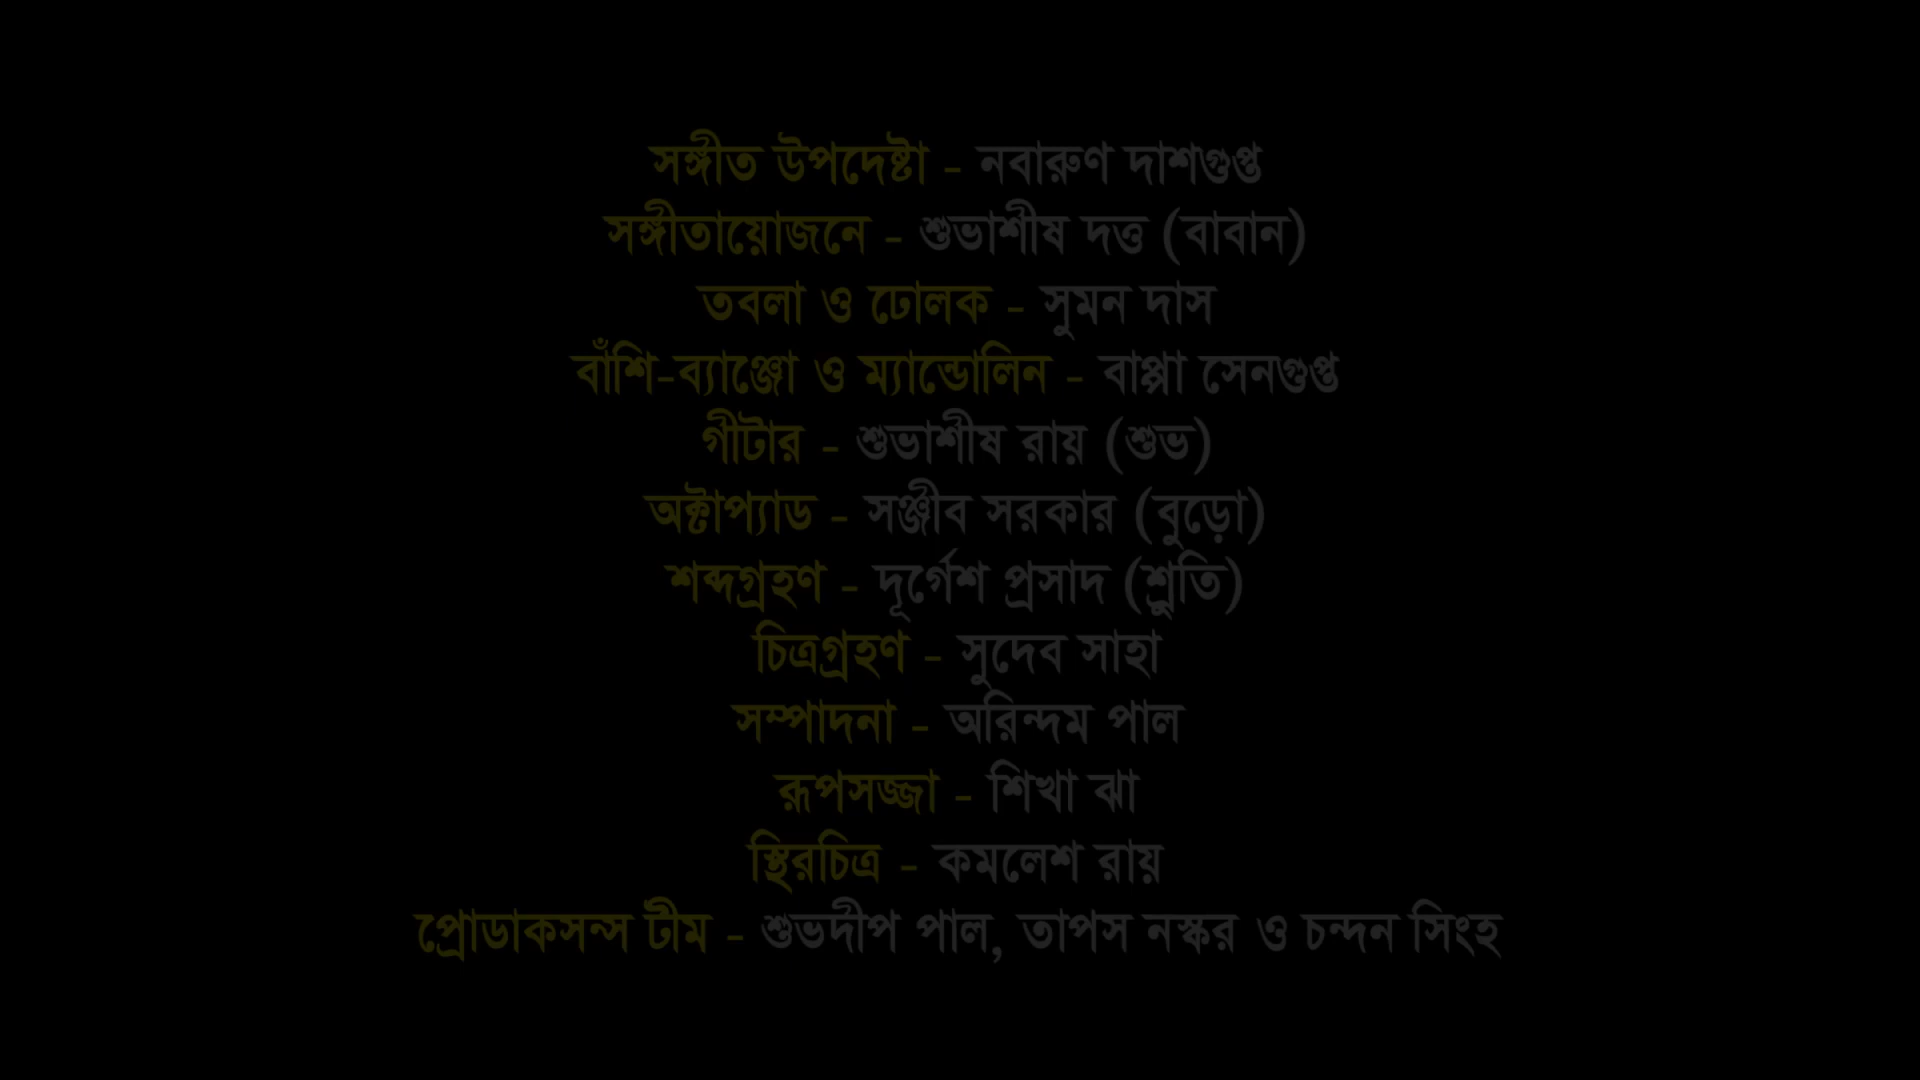 সঙ্গীত উপদেষ্টা - নবারুণ দাশগুপ্ত
সঙ্গীতায়োজনে - শুভাশীষ দত্ত (বাবান)
তবলা ও ঢোলক - সুমন দাস
বাঁশি-ব্যাঞ্জো ও ম্যান্ডোলিন - বাপ্পা সেনগুপ্ত
গীটার - শুভাশীষ রায় (শুভ)
অক্টাপ্যাড - সঞ্জীব সরকার (বুড়ো)
শব্দগ্রহণ - দূর্গেশ প্রসাদ (শ্রুতি)
চিত্রগ্রহণ - সুদেব সাহা
সম্পাদনা - অরিন্দম পাল
রূপসজ্জা - শিখা ঝা
স্থিরচিত্র - কমলেশ রায়
প্রোডাকসন্স টীম - শুভদীপ পাল, তাপস নস্কর ও চন্দন সিংহ